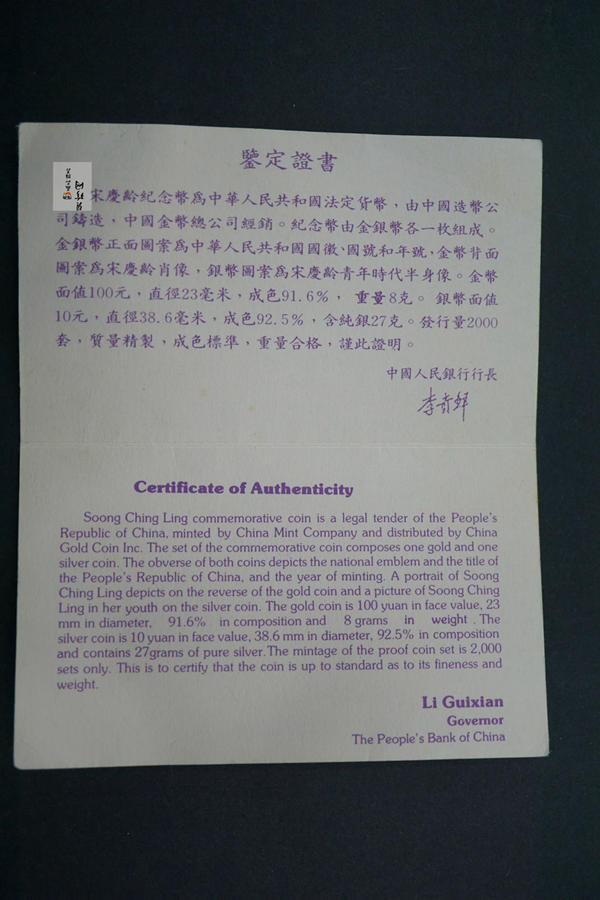 鑒定證書
宋慶齡紀念幣爲中華人民共和國法定貨幣，由中國造幣公
司鑄造，中國金幣總公司經銷。紀念幣由金銀幣各一枚組成。
金銀幣正面圖案爲中華人民共和國國徽、國號和年號，金幣背面
圖案爲宋慶齡肖像，銀幣圖案爲宋慶齡青年時代半身像。金幣
面值100元，直徑23毫米，成色91.6%，重量8克。銀幣面值
10元，直徑38.6毫米，成色92.5%，含純銀27克。發行量2000
套，質量精製，成色標準，重量合格，謹此證明。
中國人民銀行行長
Certificate of Authenticity
Soong Ching Ling commemorative coin is a legal tender of the People's
Republic of China, minted by China Mint Company and distributed by China
Gold Coin Inc. The set of the commemorative coin composes one gold and one
silver coin. The obverse of both coins depicts the national emblem and the title of
the People's Republic of China, and the year of minting. A portrait of Soong
Ching Ling depicts on the reverse of the gold coin and a picture of Soong Ching
Ling in her youth on the silver coin. The gold coin is 100 yuan in face value, 23
mm in diameter, 91.6% in composition and 8 grams in weight. The
silver coin is 10 yuan in face value, 38.6 mm in diameter, 92.5% in composition
and contains 27grams of pure silver. The mintage of the proof coin set is 2,000
sets only. This is to certify that the coin is up to standard as to its fineness and
weight.
Li Guixian
Governor
The People's Bank of China